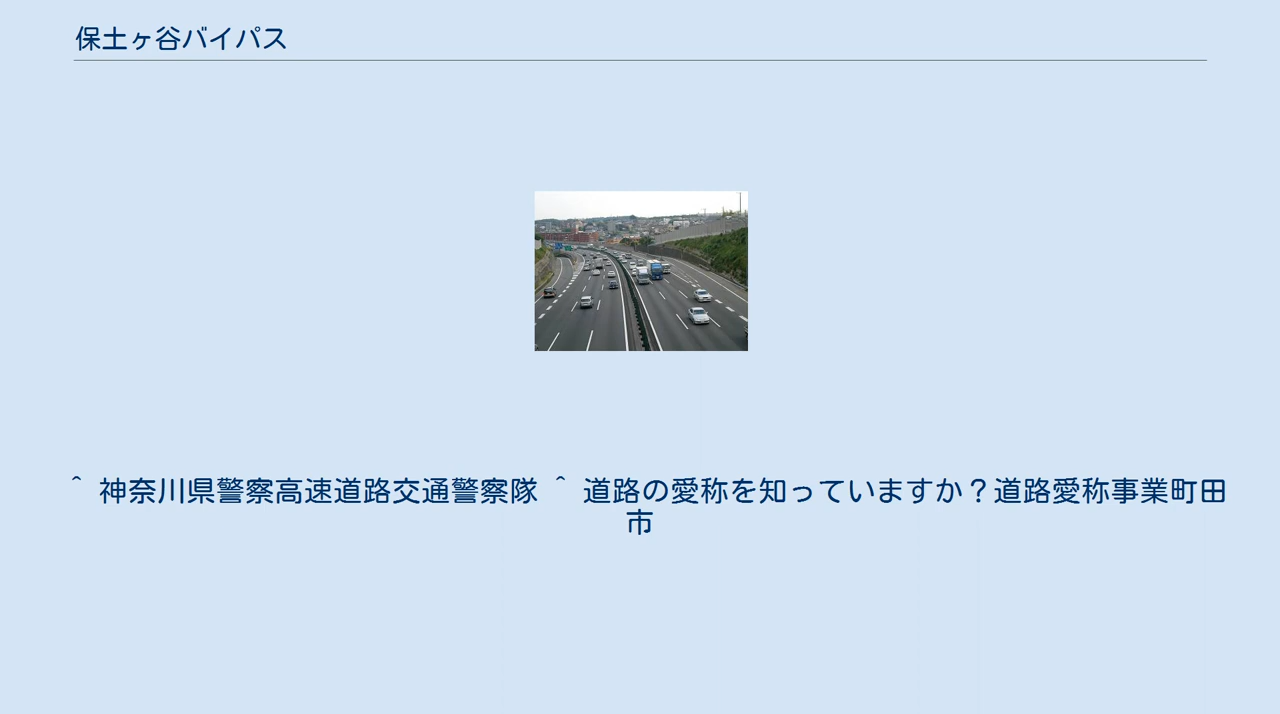 保土ヶ谷バイパス
^ 神奈川県警察高速道路交通警察隊 ^ 道路の愛称を知っていますか？道路愛称事業町田
市